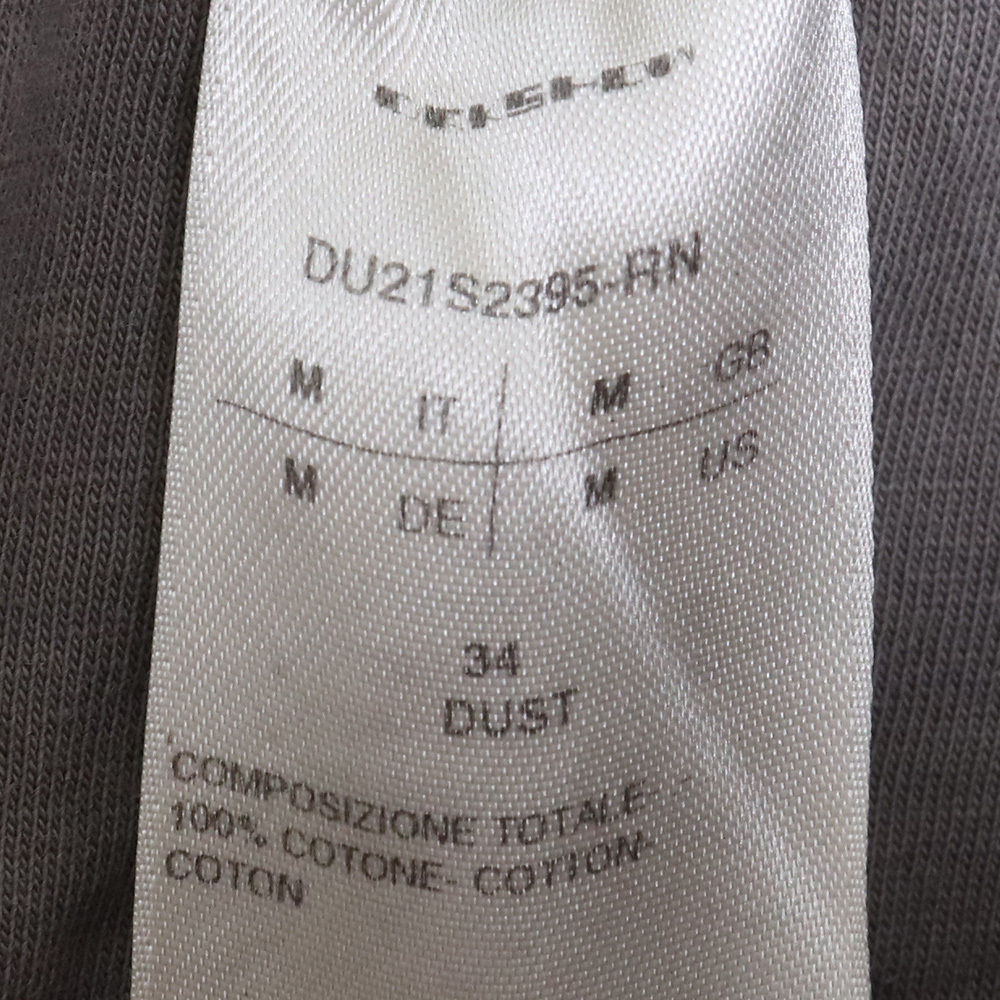 DU21S2395-RN
M IT M GB
M DE M US
34
DUST
COMPOSIZIONE TOTALE
100% COTONE- COTTON-
COTON